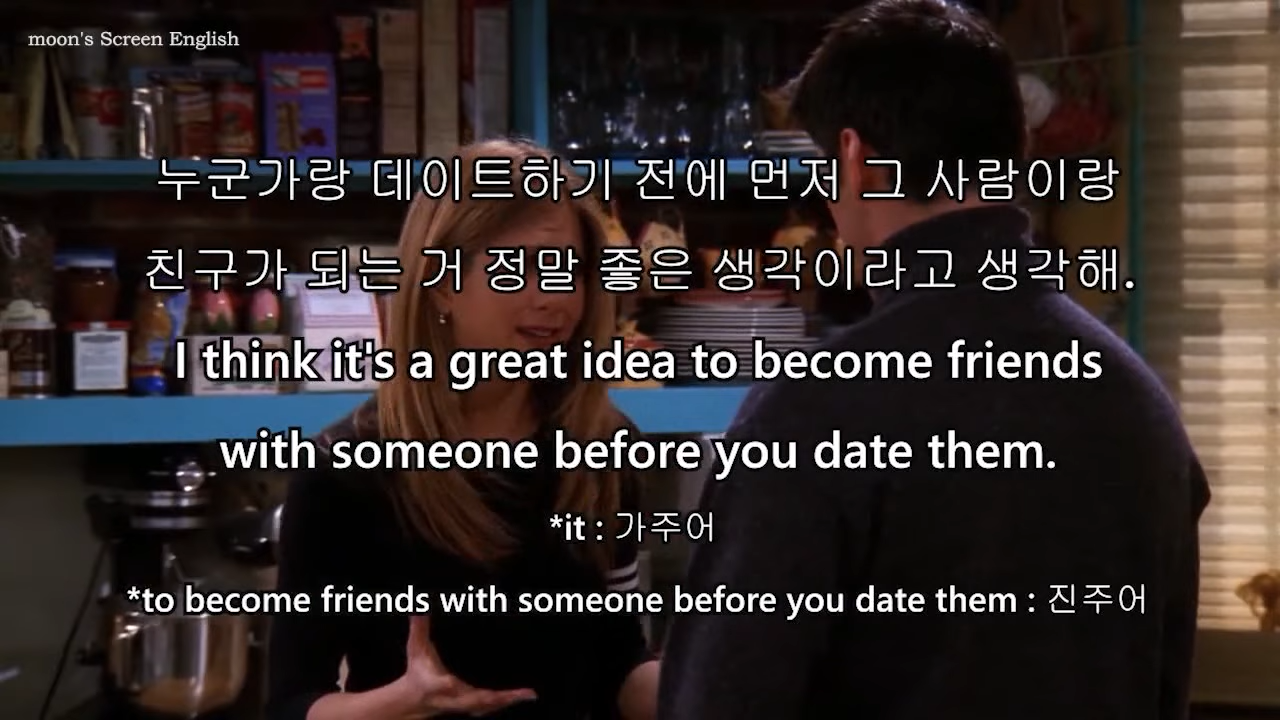 moon's Screen English
누군가랑 데이트하기 전에 먼저 그 사람이랑
친구가 되는 거 정말 좋은 생각이라고 생각해.
I think it's a great idea to become friends
with someone before you date them.
*it : 가주어
*to become friends with someone before you date them : 진주어